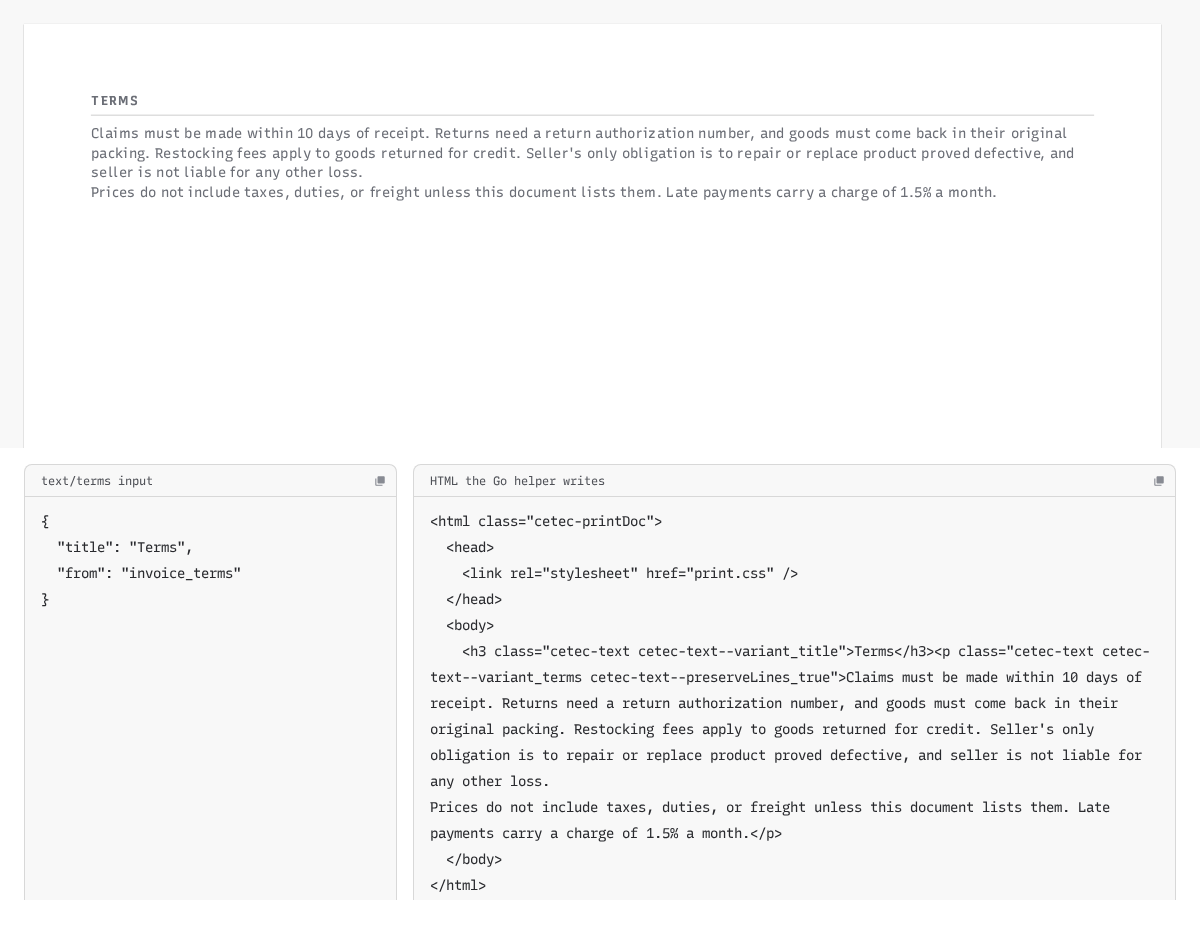 TERMS
Claims must be made within 10 days of receipt. Returns need a return authorization number, and goods must come back in their original
packing. Restocking fees apply to goods returned for credit. Seller's only obligation is to repair or replace product proved defective, and
seller is not liable for any other loss.
Prices do not include taxes, duties, or freight unless this document lists them. Late payments carry a charge of 1.5% a month.
text/terms input
{
  "title": "Terms",
  "from": "invoice_terms"
}
HTML the Go helper writes
<html class="cetec-printDoc">
  <head>
    <link rel="stylesheet" href="print.css" />
  </head>
  <body>
    <h3 class="cetec-text cetec-text--variant_title">Terms</h3><p class="cetec-text cetec-
text--variant_terms cetec-text--preserveLines_true">Claims must be made within 10 days of
receipt. Returns need a return authorization number, and goods must come back in their
original packing. Restocking fees apply to goods returned for credit. Seller's only
obligation is to repair or replace product proved defective, and seller is not liable for
any other loss.
Prices do not include taxes, duties, or freight unless this document lists them. Late
payments carry a charge of 1.5% a month.</p>
  </body>
</html>